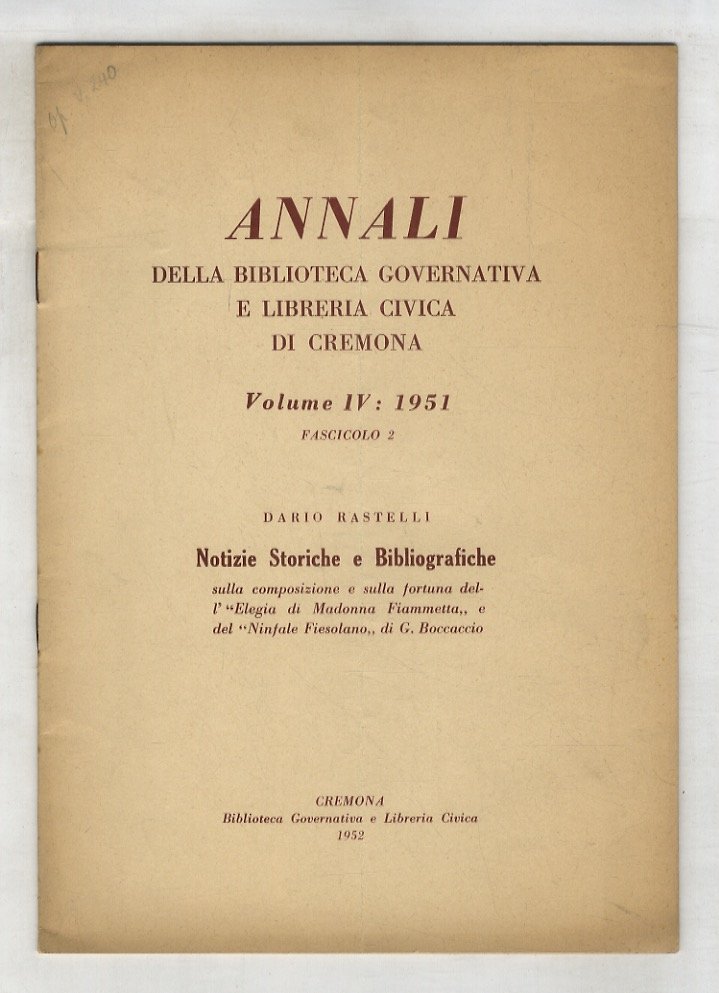 ANNALI
DELLA BIBLIOTECA GOVERNATIVA
E LIBRERIA CIVICA
DI CREMONA
Volume IV: 1951
FASCICOLO 2
DARIO RASTELLI
Notizie Storiche e Bibliografiche
sulla composizione e sulla fortuna del-
l' “Elegia di Madonna Fiammetta„ e
del “Ninfale Fiesolano„ di G. Boccaccio
CREMONA
Biblioteca Governativa e Libreria Civica
1952